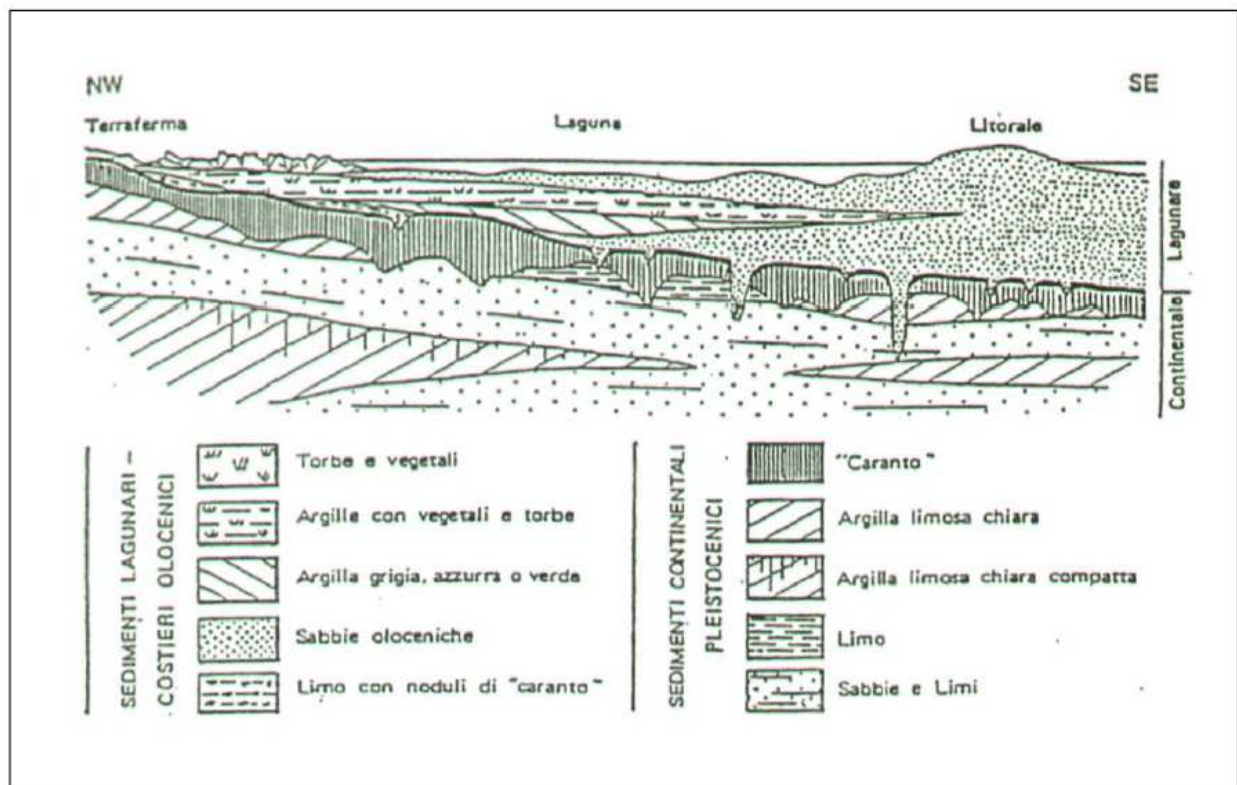 NW
SE
Terraferma
Laguna
Litorale
Lagunare
Continentale
SEDIMENTI LAGUNARI –
COSTIERI OLOCENICI
Torbe e vegetali
Argille con vegetali e torbe
Argilla grigia, azzurra o verde
Sabbie oloceniche
Limo con noduli di "caranto"
SEDIMENTI CONTINENTALI
PLEISTOCENICI
"Caranto"
Argilla limosa chiara
Argilla limosa chiara compatta
Limo
Sabbie e Limi